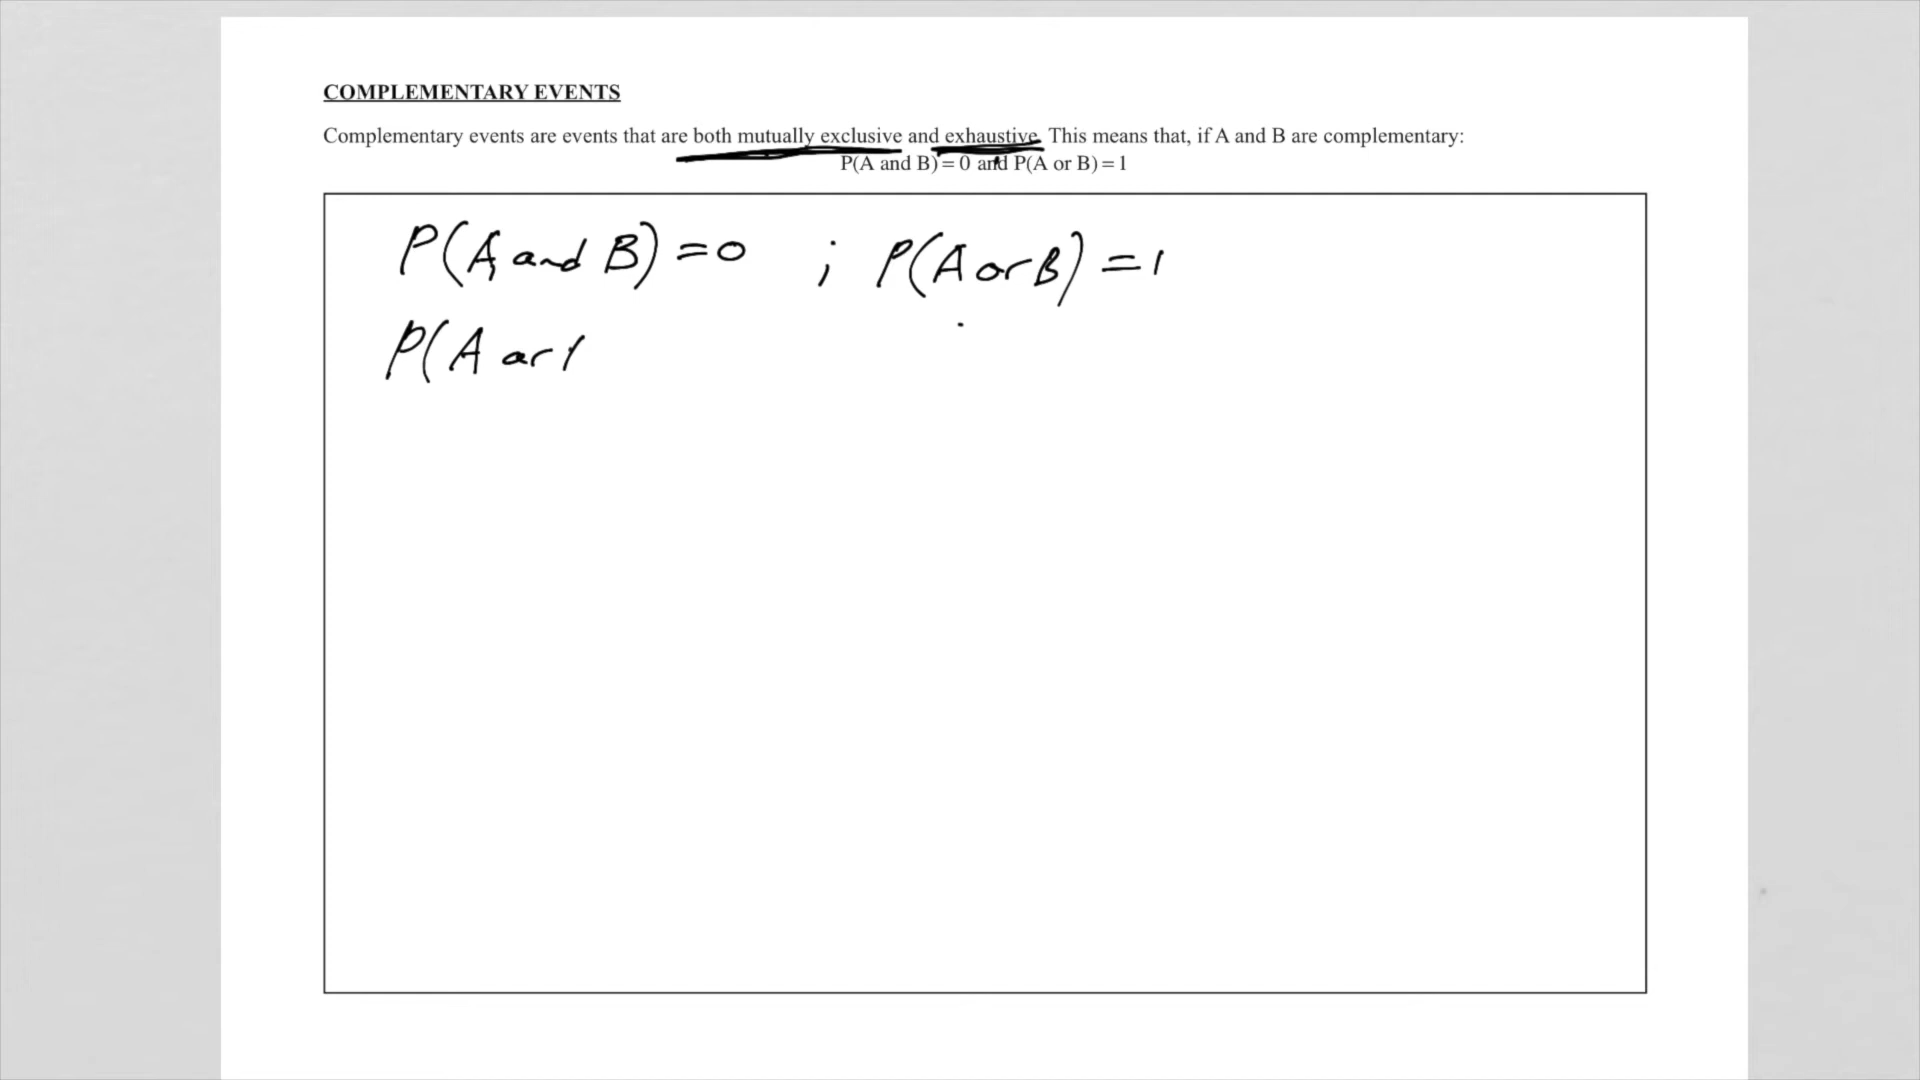 COMPLEMENTARY EVENTS
Complementary events are events that are both mutually exclusive and exhaustive. This means that, if A and B are complementary:
P(A and B) = 0 and P(A or B) = 1
P(A and B) = 0 ; P(A or B) = 1
P(A or